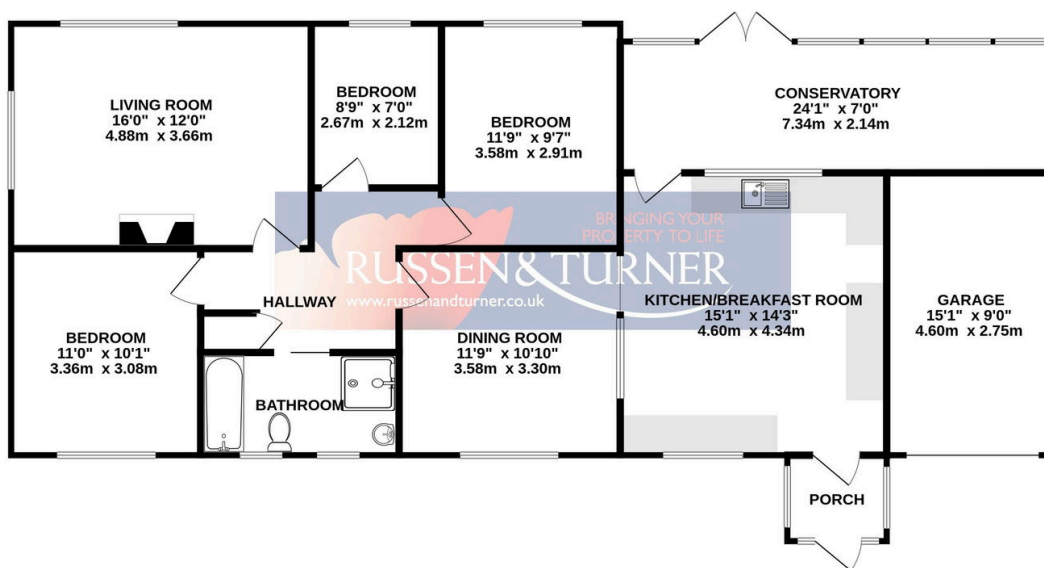 LIVING ROOM
16'0" x 12'0"
4.88m x 3.66m
BEDROOM
8'9" x 7'0"
2.67m x 2.12m
BEDROOM
11'9" x 9'7"
3.58m x 2.91m
CONSERVATORY
24'1" x 7'0"
7.34m x 2.14m
BRINGING YOUR
PROPERTY TO LIFE
RUSSEN & TURNER
www.russenandturner.co.uk
HALLWAY
KITCHEN/BREAKFAST ROOM
15'1" x 14'3"
4.60m x 4.34m
GARAGE
15'1" x 9'0"
4.60m x 2.75m
BEDROOM
11'0" x 10'1"
3.36m x 3.08m
DINING ROOM
11'9" x 10'10"
3.58m x 3.30m
BATHROOM
PORCH